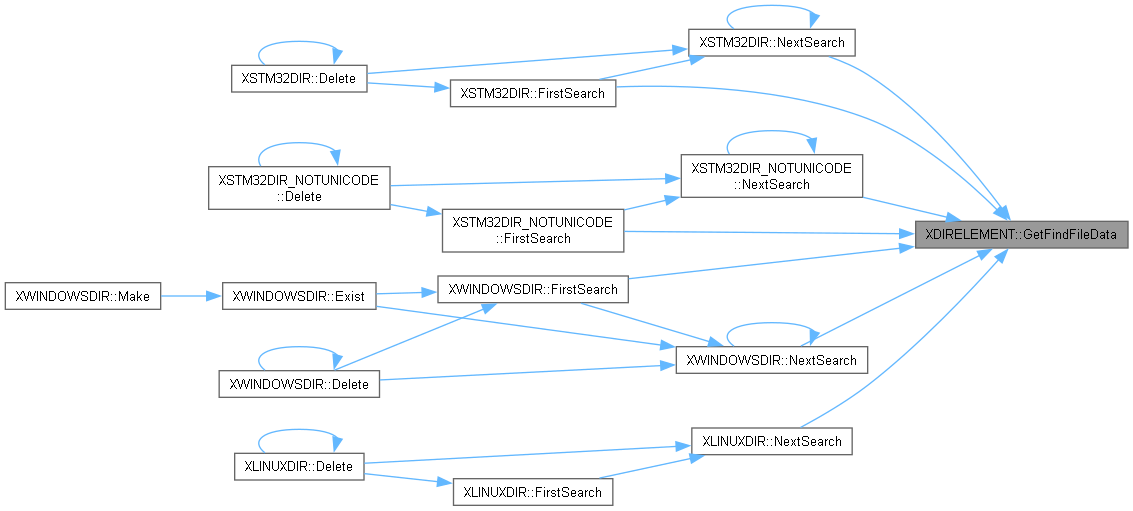 XSTM32DIR::NextSearch
XSTM32DIR::Delete
XSTM32DIR::FirstSearch
XSTM32DIR_NOTUNICODE
::NextSearch
XSTM32DIR_NOTUNICODE
::Delete
XSTM32DIR_NOTUNICODE
::FirstSearch
XDIRELEMENT::GetFindFileData
XWINDOWSDIR::Make
XWINDOWSDIR::Exist
XWINDOWSDIR::FirstSearch
XWINDOWSDIR::NextSearch
XWINDOWSDIR::Delete
XLINUXDIR::NextSearch
XLINUXDIR::Delete
XLINUXDIR::FirstSearch